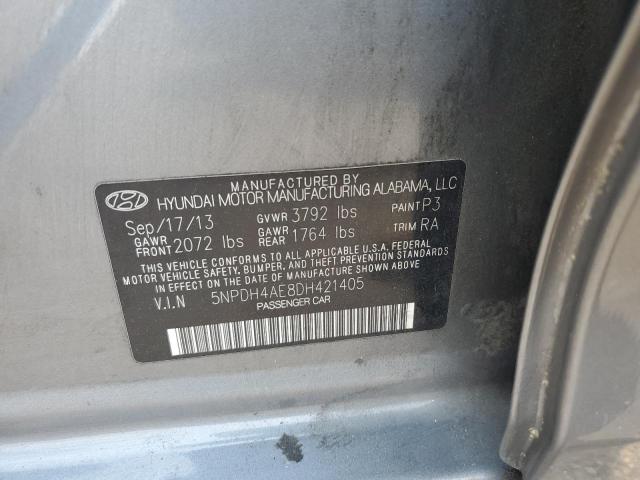 MANUFACTURED BY
HYUNDAI MOTOR MANUFACTURING ALABAMA, LLC
Sep/17/13 GVWR 3792 lbs PAINT P3
GAWR FRONT 2072 lbs GAWR REAR 1764 lbs TRIM RA
THIS VEHICLE CONFORMS TO ALL APPLICABLE U.S.A. FEDERAL
MOTOR VEHICLE SAFETY, BUMPER, AND THEFT PREVENTION STANDARDS
IN EFFECT ON THE DATE OF MANUFACTURE SHOWN ABOVE.
V.I.N 5NPDH4AE8DH421405
PASSENGER CAR